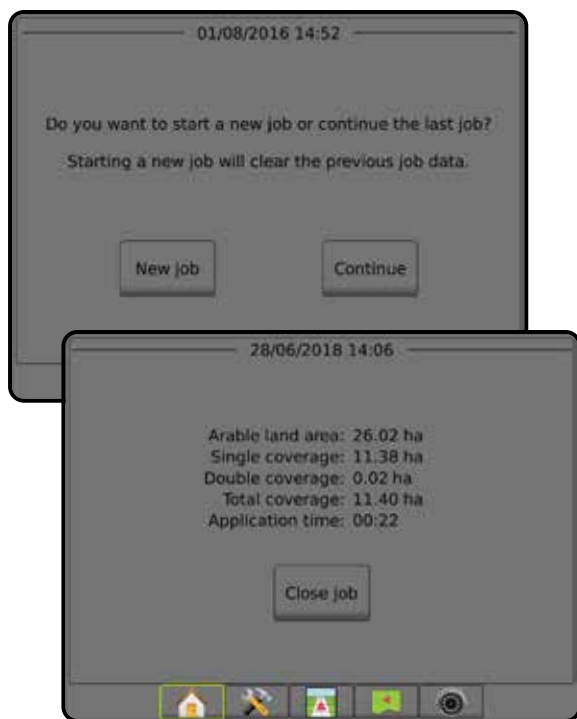 01/08/2016 14:52
Do you want to start a new job or continue the last job?
Starting a new job will clear the previous job data.
New job
Continue
28/06/2018 14:06
Arable land area: 26.02 ha
Single coverage: 11.38 ha
Double coverage: 0.02 ha
Total coverage: 11.40 ha
Application time: 00:22
Close job